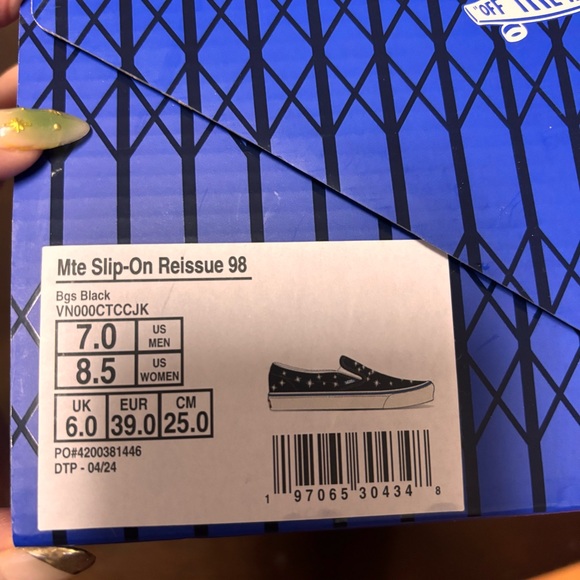 "OFF THE
Mte Slip-On Reissue 98
Bgs Black
VN000CTCCJK
7.0 US MEN
8.5 US WOMEN
UK EUR CM
6.0 39.0 25.0
PO#4200381446
DTP - 04/24
1 97065 30434 8